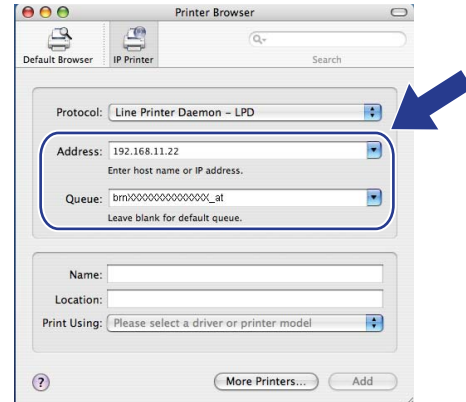 Printer Browser
Default Browser IP Printer Search
Protocol: Line Printer Daemon – LPD
Address: 192.168.11.22
Enter host name or IP address.
Queue: brnXXXXXXXXXXXX_at
Leave blank for default queue.
Name:
Location:
Print Using: Please select a driver or printer model
? More Printers... Add